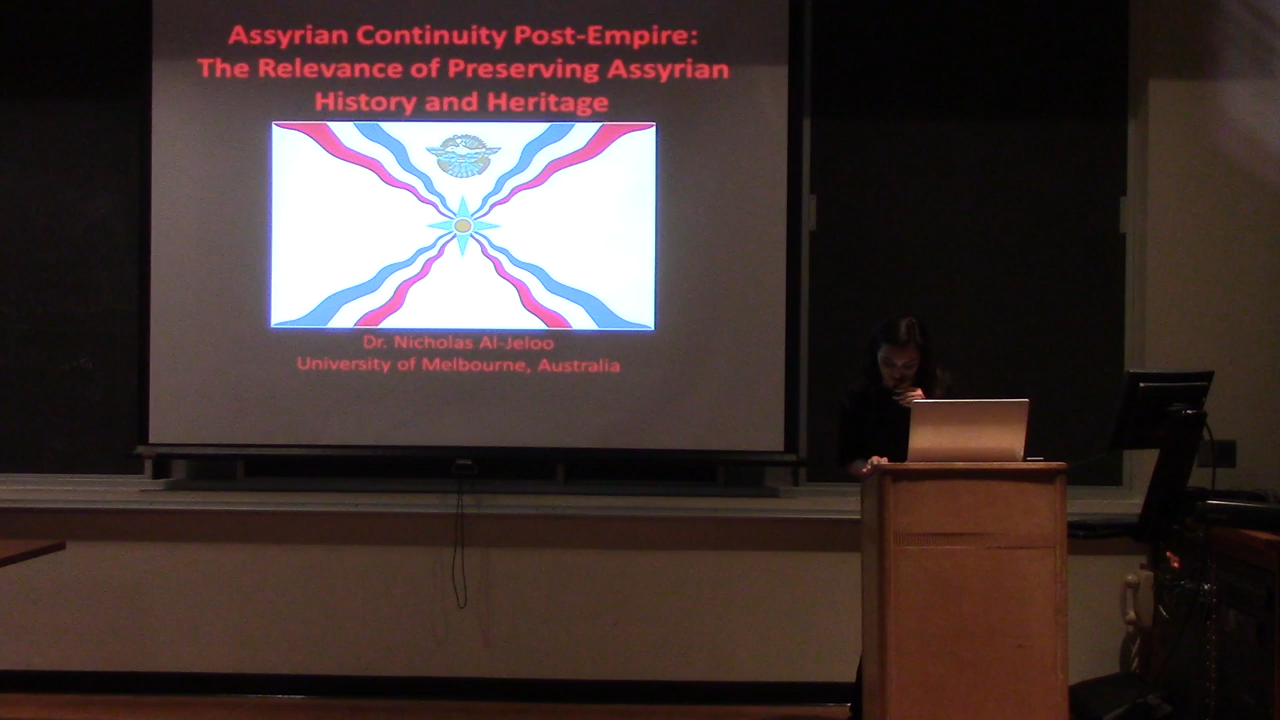 Assyrian Continuity Post-Empire:
The Relevance of Preserving Assyrian
History and Heritage
Dr. Nicholas Al-Jeloo
University of Melbourne, Australia